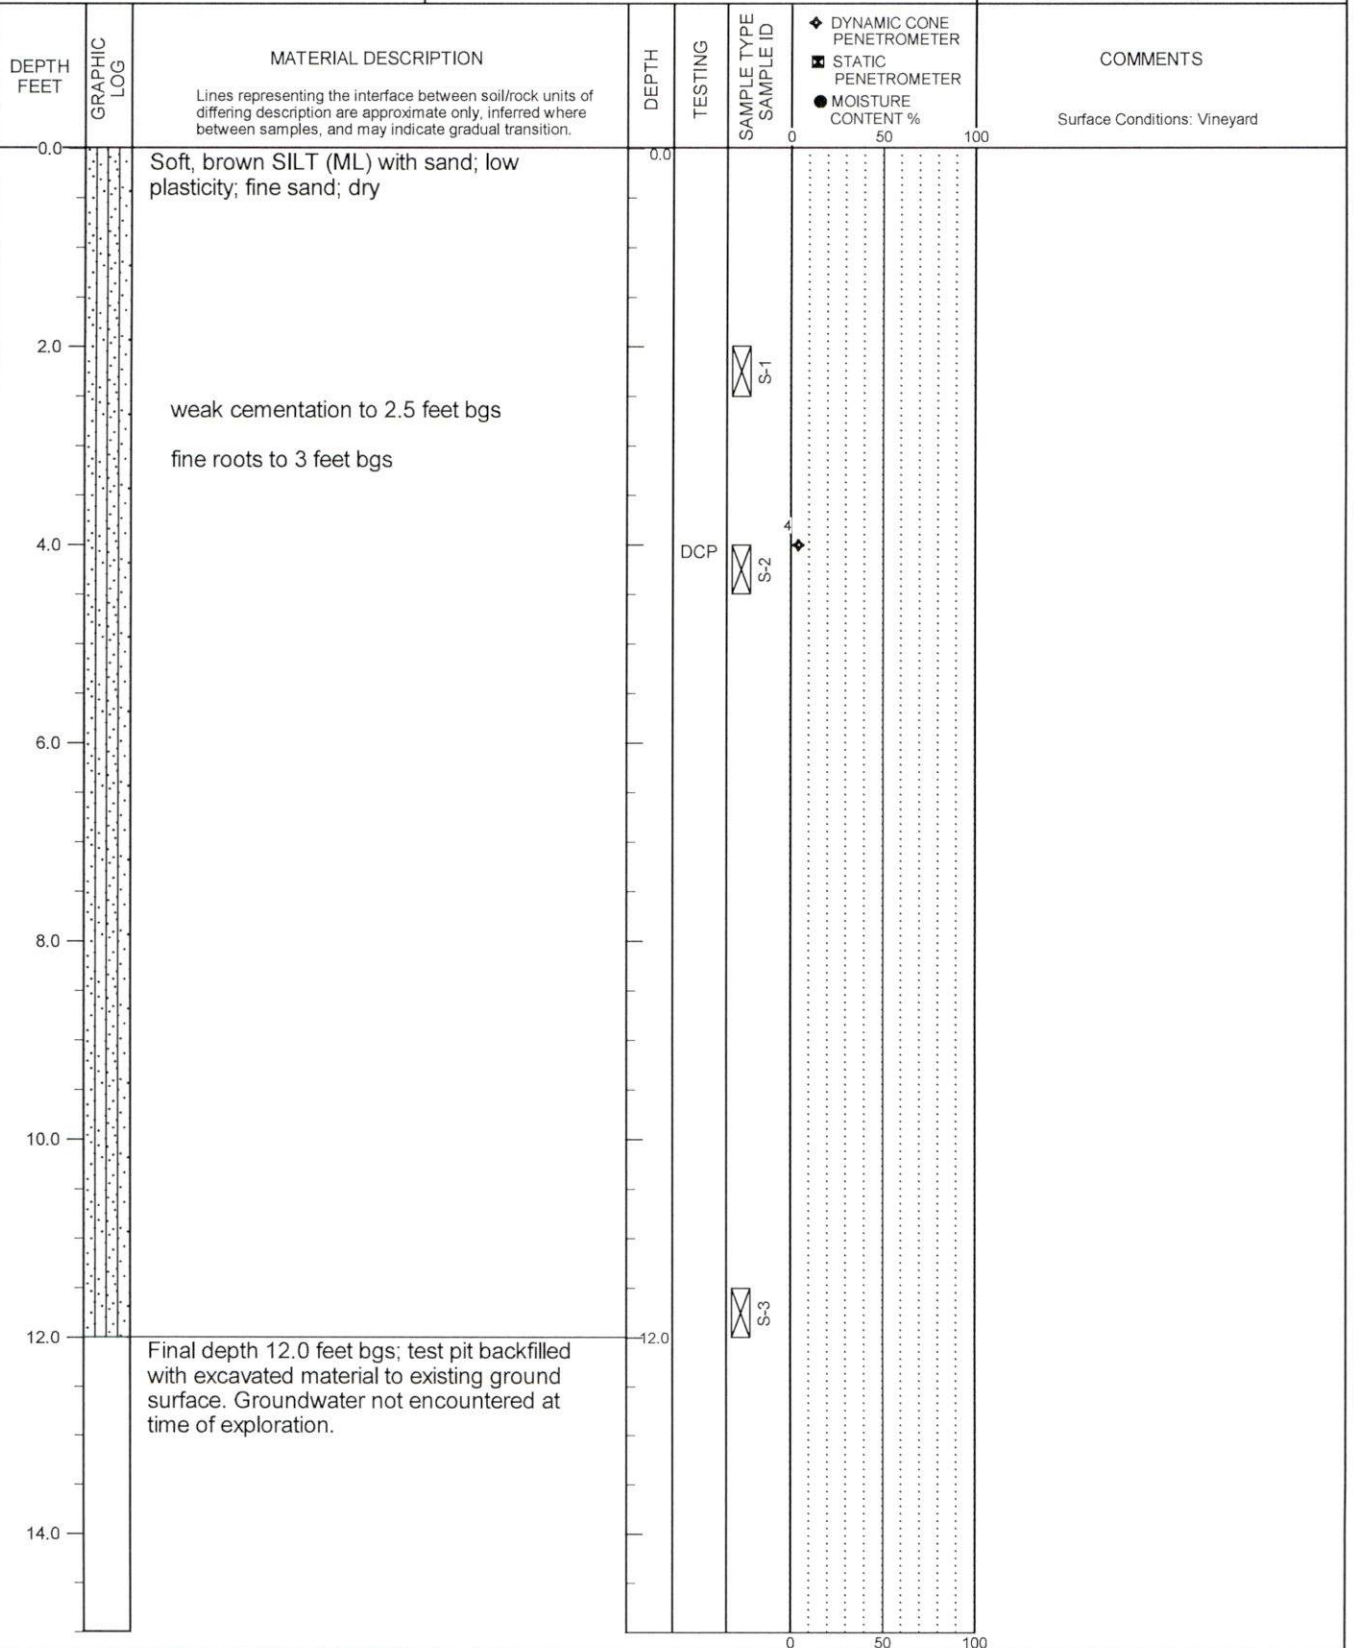 DEPTH
FEET
GRAPHIC
LOG
MATERIAL DESCRIPTION
Lines representing the interface between soil/rock units of
differing description are approximate only, inferred where
between samples, and may indicate gradual transition.
DEPTH
TESTING
SAMPLE TYPE
SAMPLE ID
DYNAMIC CONE
PENETROMETER
STATIC
PENETROMETER
MOISTURE
CONTENT %
0 50 100
COMMENTS
Surface Conditions: Vineyard
0.0
Soft, brown SILT (ML) with sand; low
plasticity; fine sand; dry
0.0
2.0
S-1
weak cementation to 2.5 feet bgs
fine roots to 3 feet bgs
4
4.0
DCP
S-2
6.0
8.0
10.0
S-3
12.0
12.0
Final depth 12.0 feet bgs; test pit backfilled
with excavated material to existing ground
surface. Groundwater not encountered at
time of exploration.
14.0
0 50 100